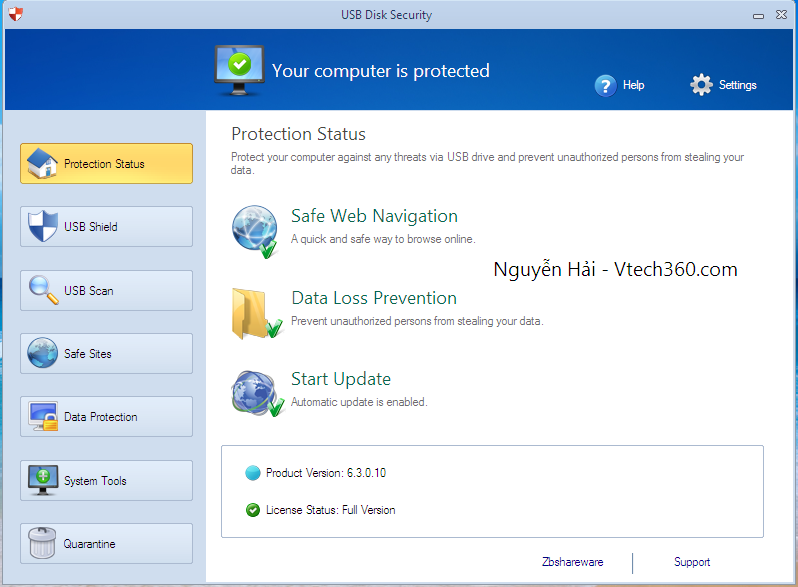 USB Disk Security
Your computer is protected
Help
Settings
Protection Status
USB Shield
USB Scan
Safe Sites
Data Protection
System Tools
Quarantine
Protection Status
Protect your computer against any threats via USB drive and prevent unauthorized persons from stealing your
data.
Safe Web Navigation
A quick and safe way to browse online.
Nguyễn Hải - Vtech360.com
Data Loss Prevention
Prevent unauthorized persons from stealing your data.
Start Update
Automatic update is enabled.
Product Version: 6.3.0.10
License Status: Full Version
Zbshareware
Support